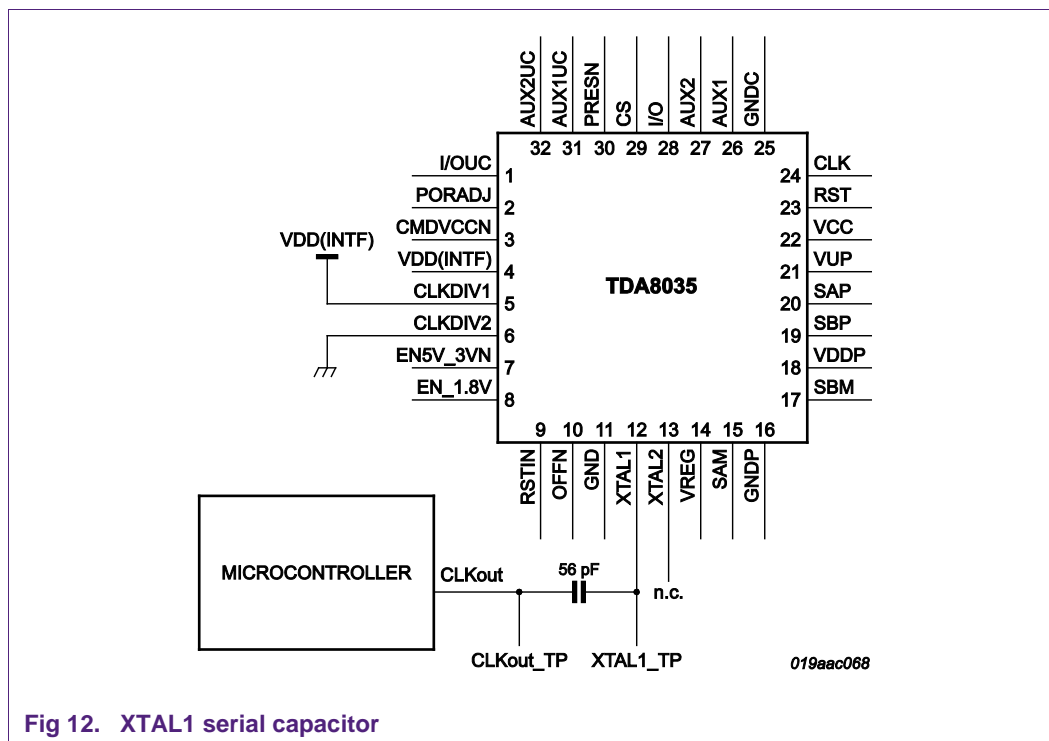 AUX2UC
AUX1UC
PRESN
CS
I/O
AUX2
AUX1
GNDC
32 31 30 29 28 27 26 25
I/OUC 1
PORADJ 2
CMDVCCN 3
VDD(INTF)
VDD(INTF) 4
CLKDIV1 5
CLKDIV2 6
EN5V_3VN 7
EN_1.8V 8
TDA8035
24 CLK
23 RST
22 VCC
21 VUP
20 SAP
19 SBP
18 VDDP
17 SBM
9 10 11 12 13 14 15 16
RSTIN
OFFN
GND
XTAL1
XTAL2
VREG
SAM
GNDP
MICROCONTROLLER
CLKout
56 pF
n.c.
CLKout_TP
XTAL1_TP
019aac068
Fig 12. XTAL1 serial capacitor